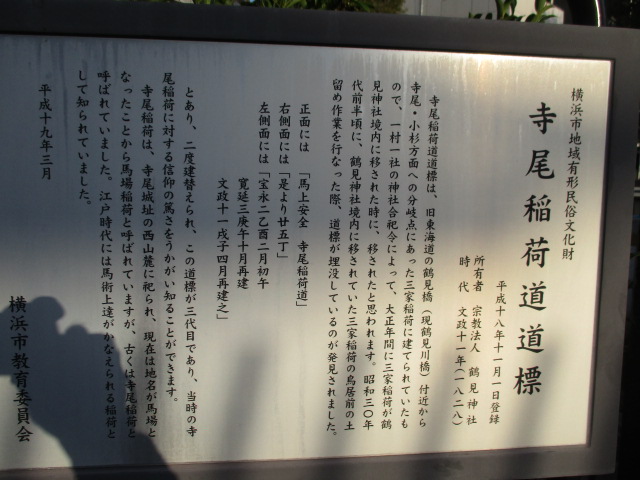 横浜市地域有形民俗文化財
寺尾稲荷道道標
平成十八年十一月一日登録
所有者　宗教法人　鶴見神社
時　代　文政十一年（一八二八）
寺尾稲荷道道標は、旧東海道の鶴見橋（現鶴見川橋）付近から
寺尾・小杉方面への分岐点にあった三家稲荷に建てられていたも
ので、一村一社の神社合祀令によって、大正年間に三家稲荷が鶴
見神社境内に移された時に、移されたと思われます。昭和三〇年
代前半頃に、鶴見神社境内に移されていた三家稲荷の鳥居前の土
留め作業を行なった際、道標が埋没しているのが発見されました。
正面には　「馬上安全　寺尾稲荷道」
右側面には「是より廿五丁」
左側面には「宝永二乙酉二月初午
寛延三庚午十月再建
文政十一戊子四月再建之」
とあり、二度建替えられ、この道標が三代目であり、当時の寺
尾稲荷に対する信仰の篤さをうかがい知ることができます。
寺尾稲荷は、寺尾城址の西山麓に祀られ、現在は地名が馬場と
なったことから馬場稲荷と呼ばれていますが、古くは寺尾稲荷と
呼ばれていました。江戸時代には馬術上達がかなえられる稲荷と
して知られていました。
平成十九年三月
横浜市教育委員会